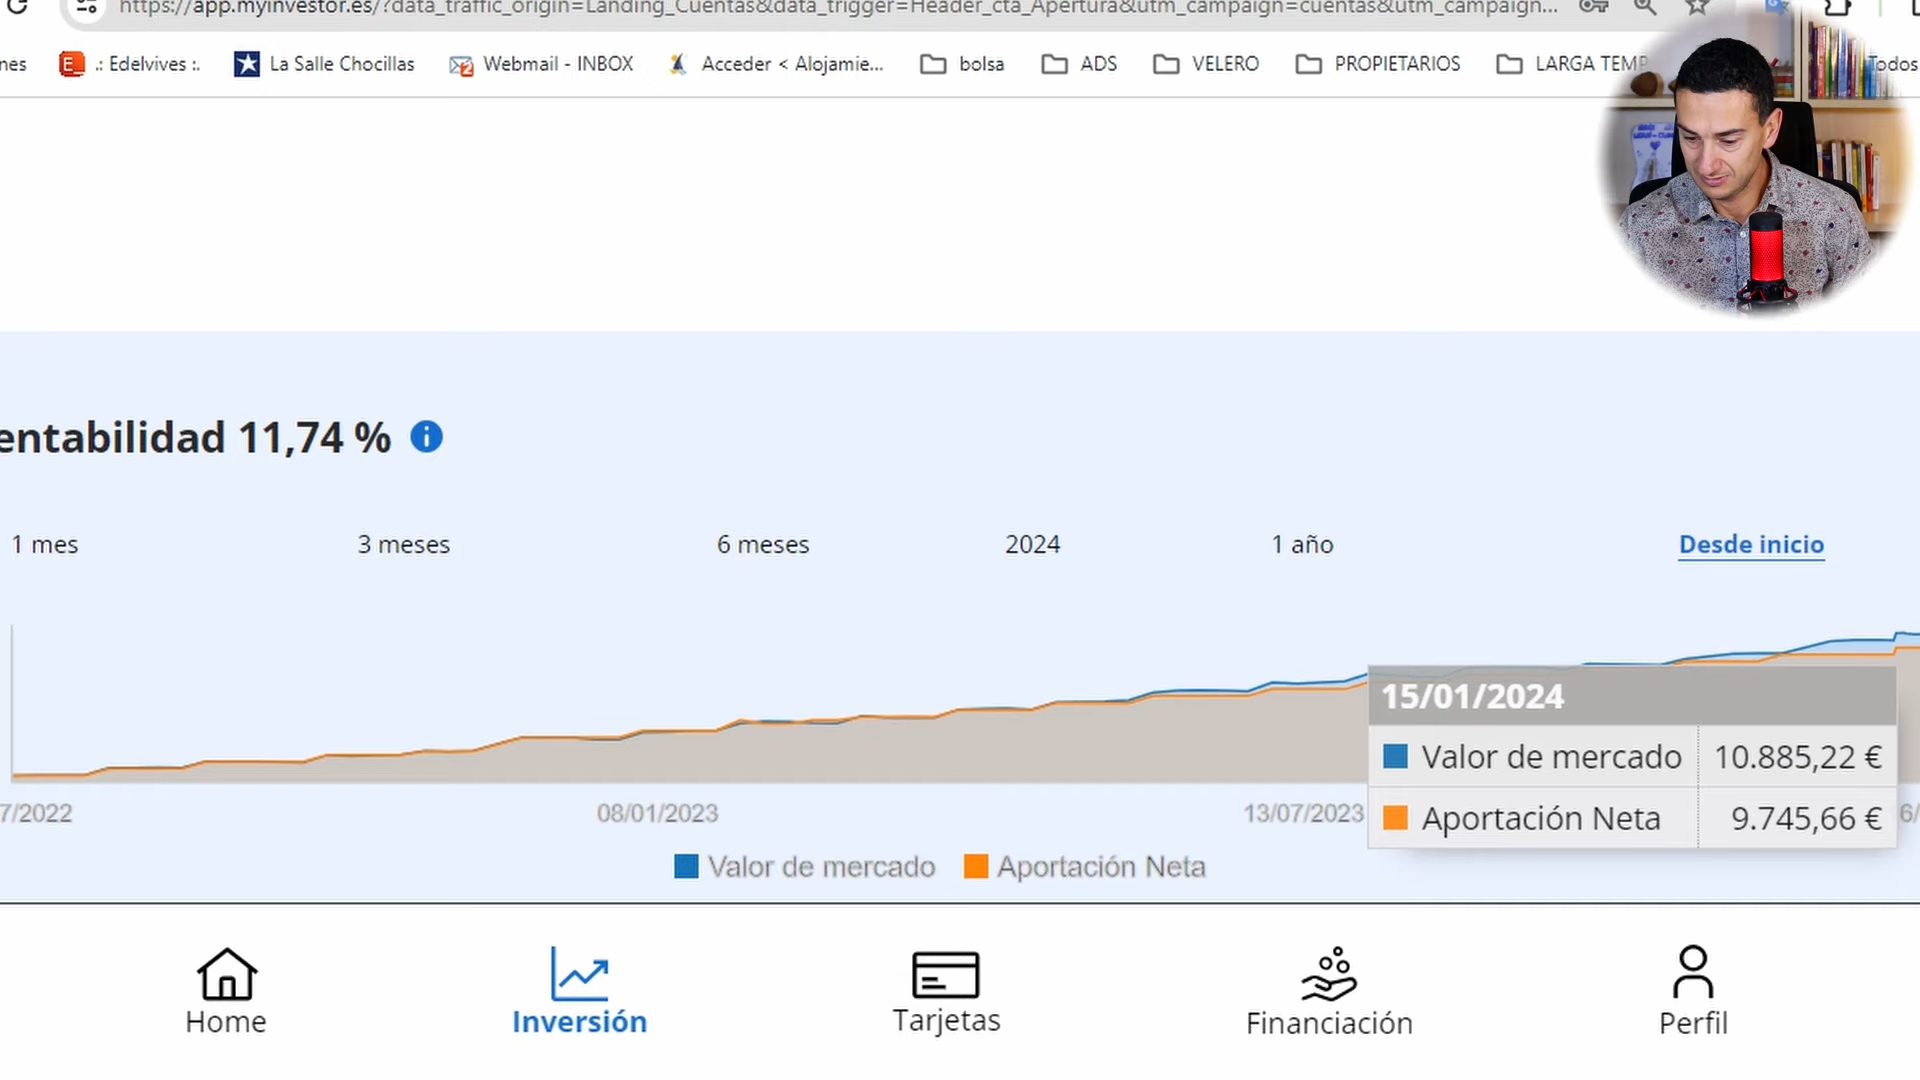 https://app.myinvestor.es/?data_traffic_origin=Landing_Cuentas&data_trigger=Header_cta_Apertura&utm_campaign=cuentas&utm_campaign...
nes .: Edelvives :. La Salle Chocillas Webmail - INBOX Acceder < Alojamie... bolsa ADS VELERO PROPIETARIOS LARGA TEMP Todos
entabilidad 11,74 %
1 mes 3 meses 6 meses 2024 1 año Desde inicio
15/01/2024
Valor de mercado 10.885,22 €
Aportación Neta 9.745,66 €
7/2022 08/01/2023 13/07/2023 6/
Valor de mercado Aportación Neta
Home Inversión Tarjetas Financiación Perfil